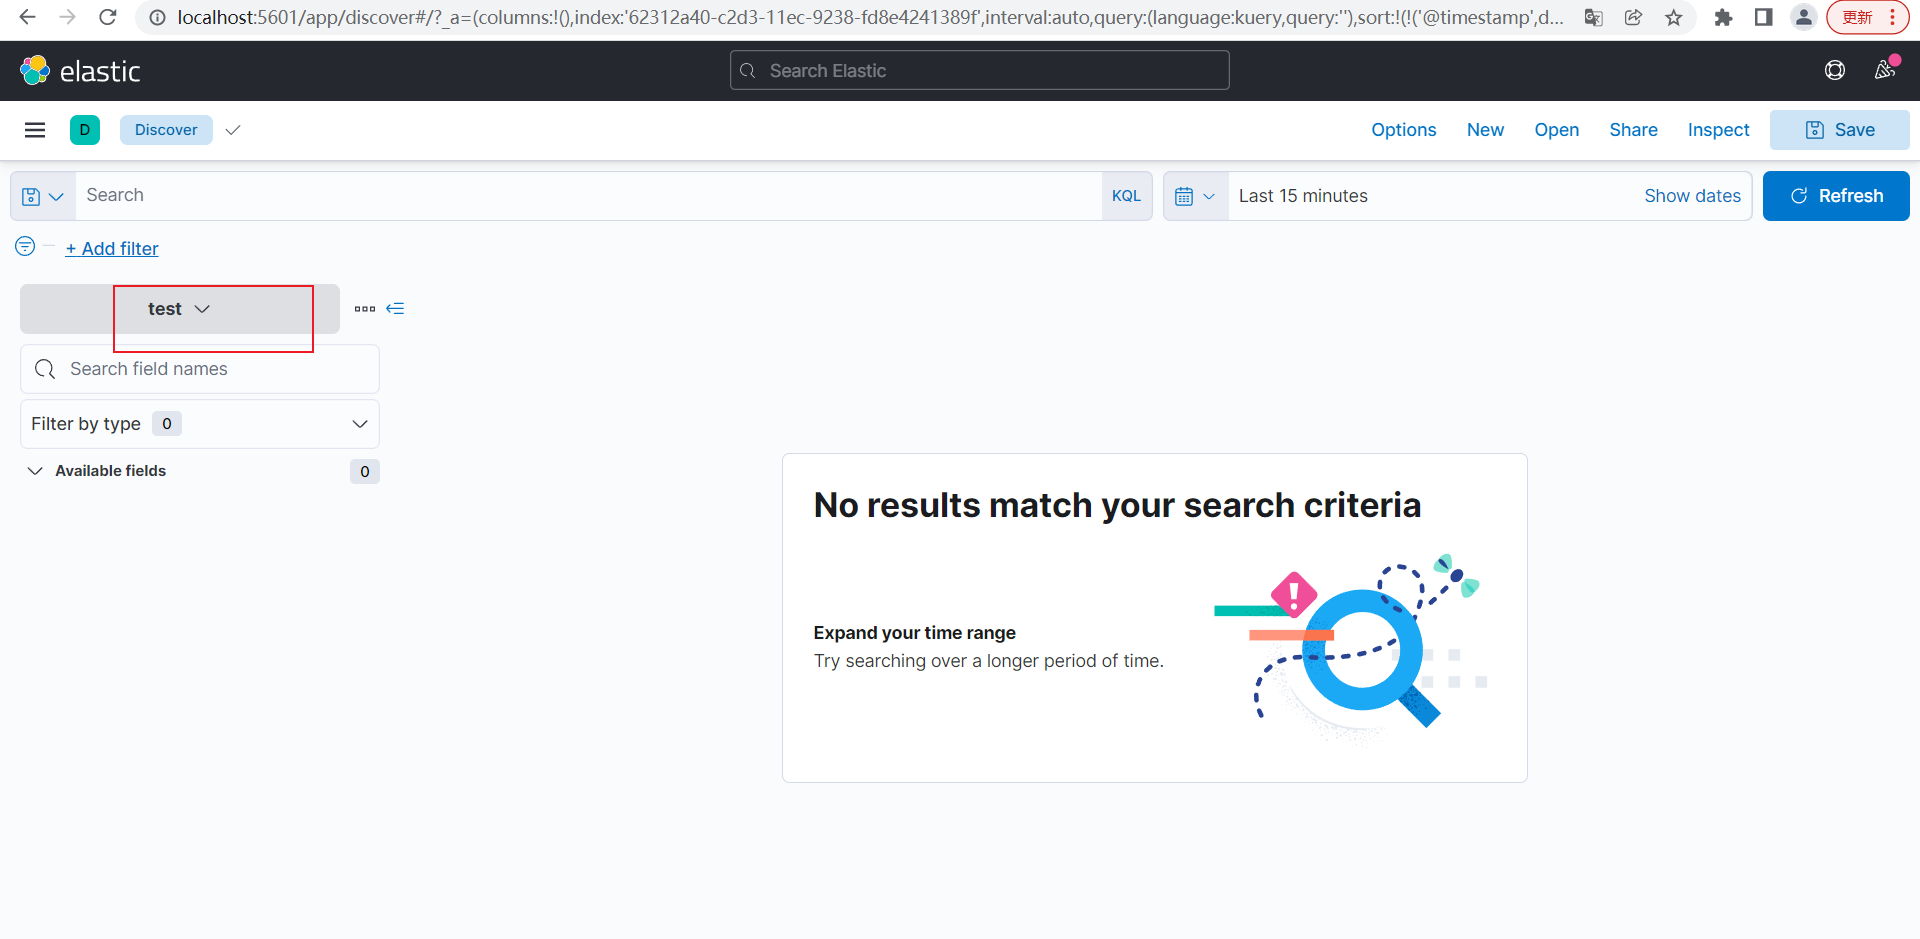 localhost:5601/app/discover#/?_a=(columns:!(),index:'62312a40-c2d3-11ec-9238-fd8e4241389f',interval:auto,query:(language:kuery,query:''),sort:!(!('@timestamp',d...
更新
elastic
Search Elastic
D
Discover
Options
New
Open
Share
Inspect
Save
Search
KQL
Last 15 minutes
Show dates
Refresh
+ Add filter
test
Search field names
Filter by type 0
Available fields 0
No results match your search criteria
Expand your time range
Try searching over a longer period of time.